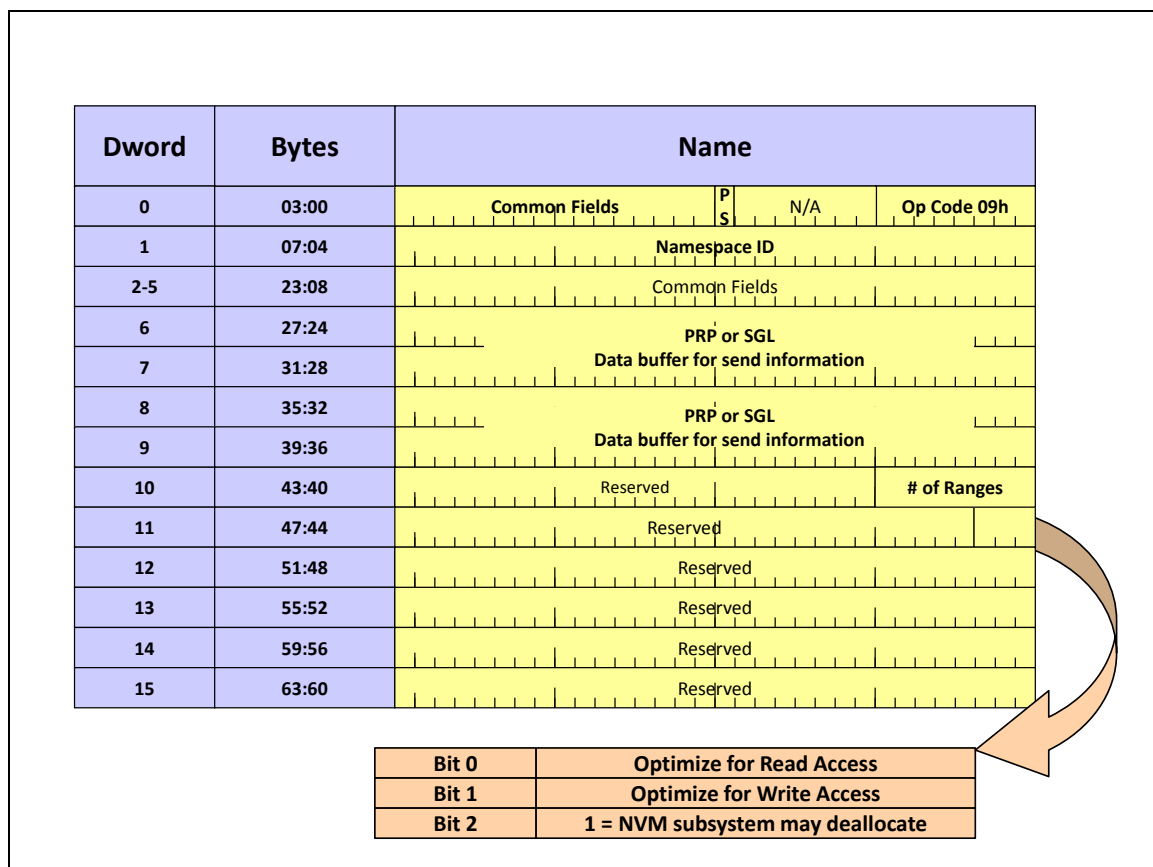 Dword Bytes Name
0 03:00 Common Fields PS N/A Op Code 09h
1 07:04 Namespace ID
2-5 23:08 Common Fields
6 27:24 PRP or SGL
7 31:28 Data buffer for send information
8 35:32 PRP or SGL
9 39:36 Data buffer for send information
10 43:40 Reserved # of Ranges
11 47:44 Reserved
12 51:48 Reserved
13 55:52 Reserved
14 59:56 Reserved
15 63:60 Reserved
Bit 0 Optimize for Read Access
Bit 1 Optimize for Write Access
Bit 2 1 = NVM subsystem may deallocate